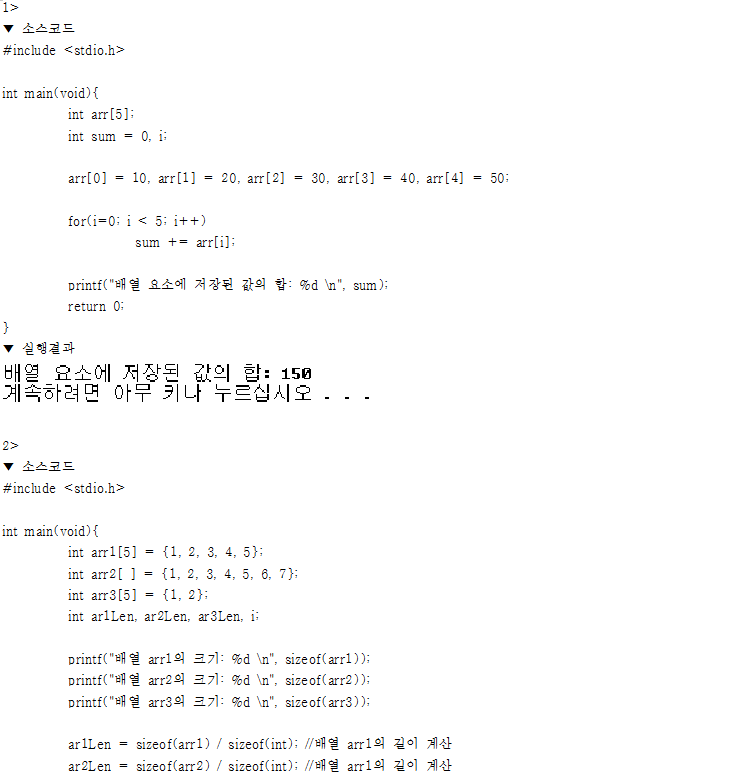 1>
▼ 소스코드
#include <stdio.h>
int main(void){
int arr[5];
int sum = 0, i;
arr[0] = 10, arr[1] = 20, arr[2] = 30, arr[3] = 40, arr[4] = 50;
for(i=0; i < 5; i++)
sum += arr[i];
printf("배열 요소에 저장된 값의 합: %d \n", sum);
return 0;
}
▼ 실행결과
배열 요소에 저장된 값의 합: 150
계속하려면 아무 키나 누르십시오 . . .
2>
▼ 소스코드
#include <stdio.h>
int main(void){
int arr1[5] = {1, 2, 3, 4, 5};
int arr2[ ] = {1, 2, 3, 4, 5, 6, 7};
int arr3[5] = {1, 2};
int ar1Len, ar2Len, ar3Len, i;
printf("배열 arr1의 크기: %d \n", sizeof(arr1));
printf("배열 arr2의 크기: %d \n", sizeof(arr2));
printf("배열 arr3의 크기: %d \n", sizeof(arr3));
ar1Len = sizeof(arr1) / sizeof(int); //배열 arr1의 길이 계산
ar2Len = sizeof(arr2) / sizeof(int); //배열 arr1의 길이 계산